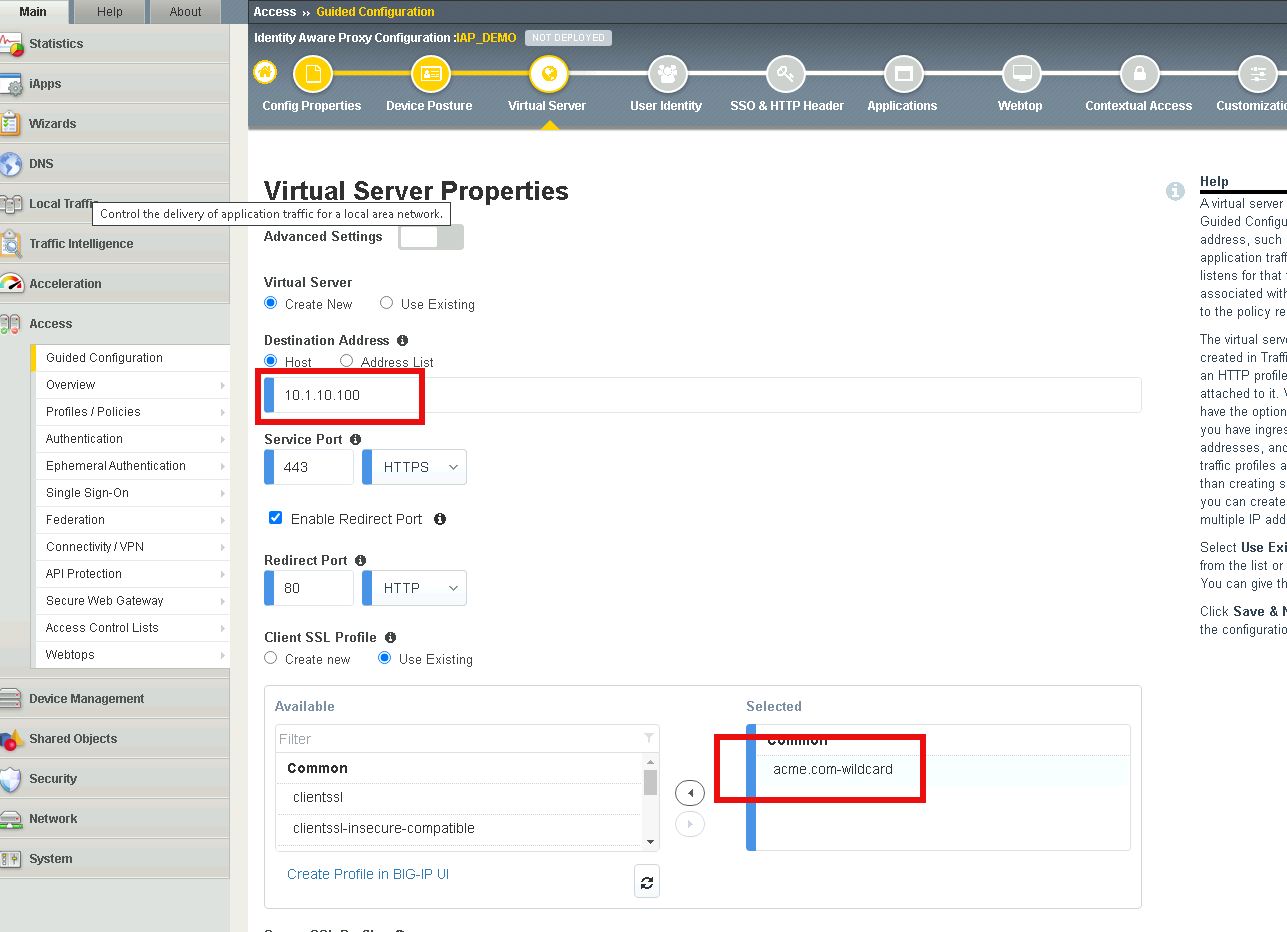 Main Help About
Access » Guided Configuration
Identity Aware Proxy Configuration :IAP_DEMO NOT DEPLOYED
Config Properties Device Posture Virtual Server User Identity SSO & HTTP Header Applications Webtop Contextual Access Customizatio
Statistics
iApps
Wizards
DNS
Local Traffic
Control the delivery of application traffic for a local area network.
Traffic Intelligence
Acceleration
Access
Guided Configuration
Overview
Profiles / Policies
Authentication
Ephemeral Authentication
Single Sign-On
Federation
Connectivity / VPN
API Protection
Secure Web Gateway
Access Control Lists
Webtops
Device Management
Shared Objects
Security
Network
System
Virtual Server Properties
Advanced Settings
Virtual Server
Create New Use Existing
Destination Address
Host Address List
10.1.10.100
Service Port
443 HTTPS
Enable Redirect Port
Redirect Port
80 HTTP
Client SSL Profile
Create new Use Existing
Available
Filter
Common
clientssl
clientssl-insecure-compatible
Create Profile in BIG-IP UI
Selected
Common
acme.com-wildcard
Help
A virtual server
Guided Configu
address, such
application traff
listens for that
associated with
to the policy re
The virtual serve
created in Traffi
an HTTP profile
attached to it. V
have the option
you have ingres
addresses, and
traffic profiles a
than creating s
you can create
multiple IP add
Select Use Exi
from the list or
You can give th
Click Save & N
the configuratio